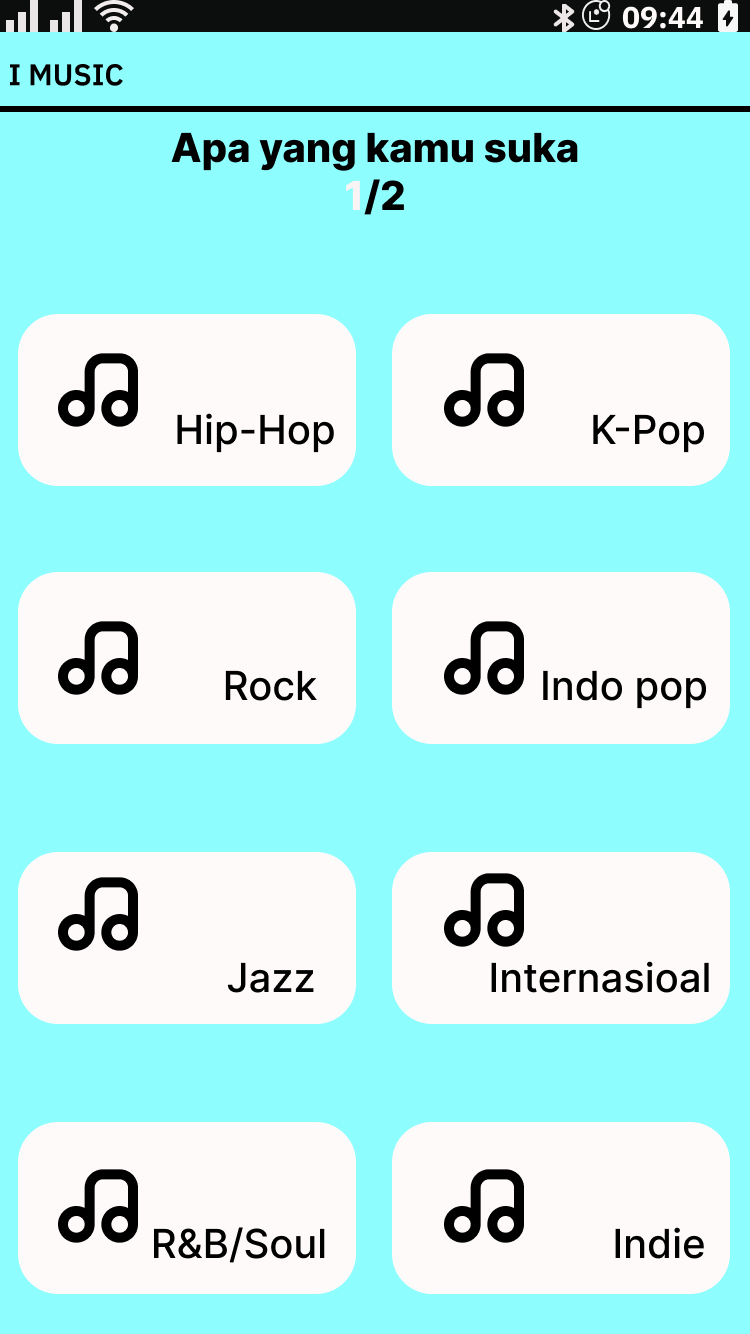 09:44
I MUSIC
Apa yang kamu suka
1/2
Hip-Hop
K-Pop
Rock
Indo pop
Jazz
Internasioal
R&B/Soul
Indie